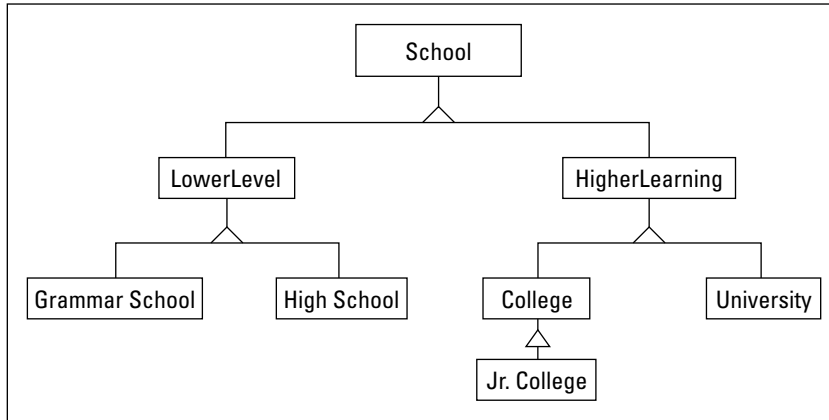 School
LowerLevel
HigherLearning
Grammar School
High School
College
University
Jr. College